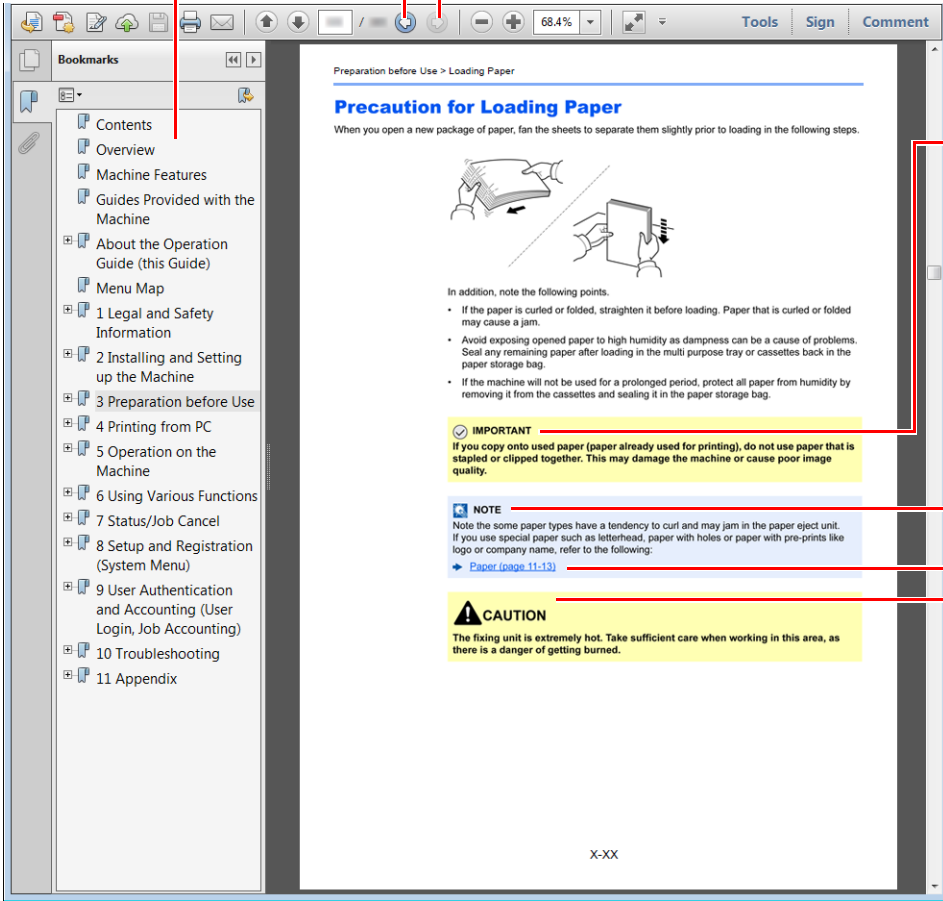 / 68.4% Tools Sign Comment
Bookmarks
Contents
Overview
Machine Features
Guides Provided with the
Machine
About the Operation
Guide (this Guide)
Menu Map
1 Legal and Safety
Information
2 Installing and Setting
up the Machine
3 Preparation before Use
4 Printing from PC
5 Operation on the
Machine
6 Using Various Functions
7 Status/Job Cancel
8 Setup and Registration
(System Menu)
9 User Authentication
and Accounting (User
Login, Job Accounting)
10 Troubleshooting
11 Appendix
Preparation before Use > Loading Paper
Precaution for Loading Paper
When you open a new package of paper, fan the sheets to separate them slightly prior to loading in the following steps.
In addition, note the following points.
• If the paper is curled or folded, straighten it before loading. Paper that is curled or folded
may cause a jam.
• Avoid exposing opened paper to high humidity as dampness can be a cause of problems.
Seal any remaining paper after loading in the multi purpose tray or cassettes back in the
paper storage bag.
• If the machine will not be used for a prolonged period, protect all paper from humidity by
removing it from the cassettes and sealing it in the paper storage bag.
IMPORTANT
If you copy onto used paper (paper already used for printing), do not use paper that is
stapled or clipped together. This may damage the machine or cause poor image
quality.
NOTE
Note the some paper types have a tendency to curl and may jam in the paper eject unit.
If you use special paper such as letterhead, paper with holes or paper with pre-prints like
logo or company name, refer to the following:
Paper (page 11-13)
CAUTION
The fixing unit is extremely hot. Take sufficient care when working in this area, as
there is a danger of getting burned.
X-XX